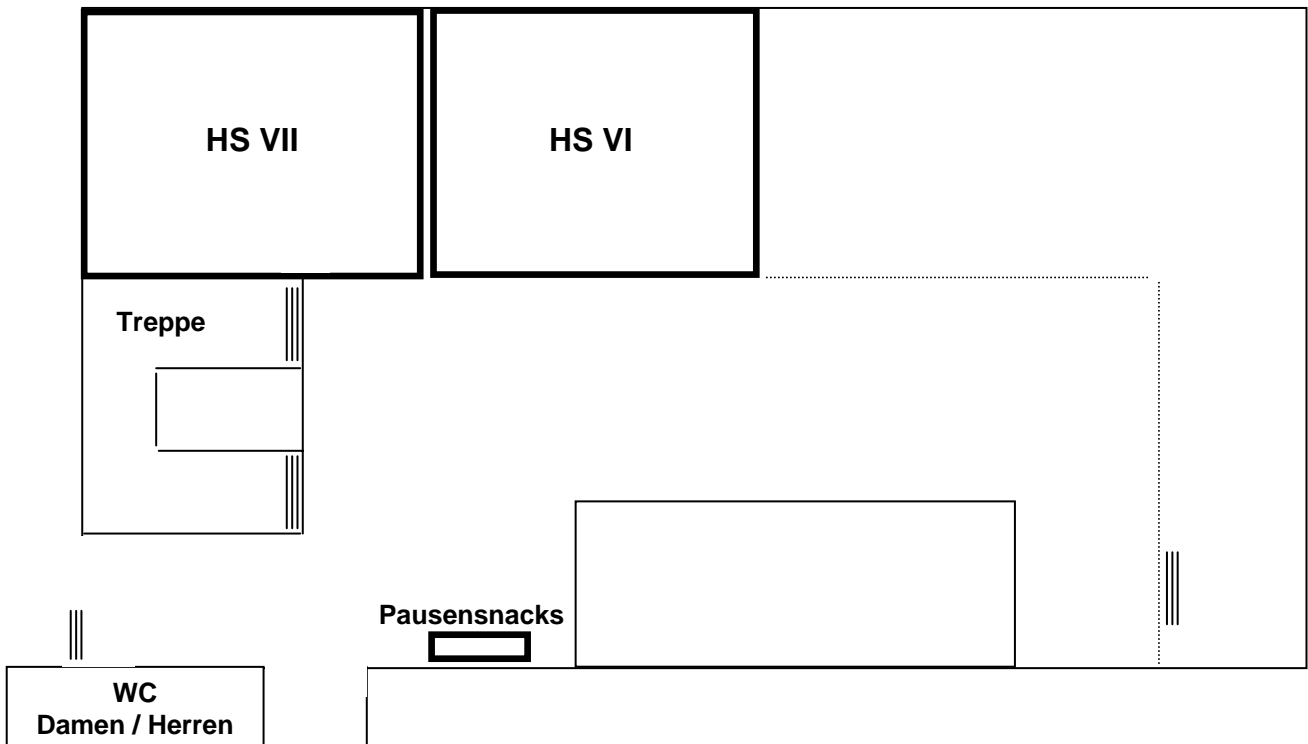 HS VII
HS VI
Treppe
Pausensnacks
WC
Damen / Herren